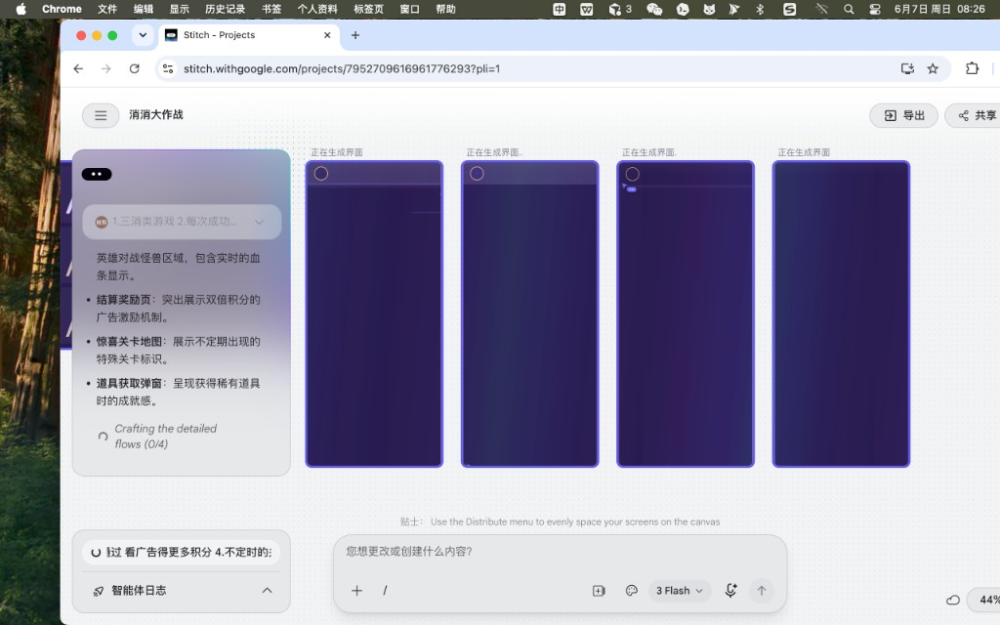 Chrome 文件 编辑 显示 历史记录 书签 个人资料 标签页 窗口 帮助 3 6月7日 周日 08:26
Stitch - Projects
stitch.withgoogle.com/projects/7952709616961776293?pli=1
消消大作战 导出 共享
正在生成界面 正在生成界面.. 正在生成界面. 正在生成界面
1.三消类游戏 2.每次成功...
英雄对战怪兽区域，包含实时的血
条显示。
• 结算奖励页：突出展示双倍积分的
广告激励机制。
• 惊喜关卡地图：展示不定期出现的
特殊关卡标识。
• 道具获取弹窗：呈现获得稀有道具
时的成就感。
Crafting the detailed
flows (0/4)
贴士： Use the Distribute menu to evenly space your screens on the canvas
过 看广告得更多积分 4.不定时的
您想更改或创建什么内容?
智能体日志
/ 3 Flash
44%